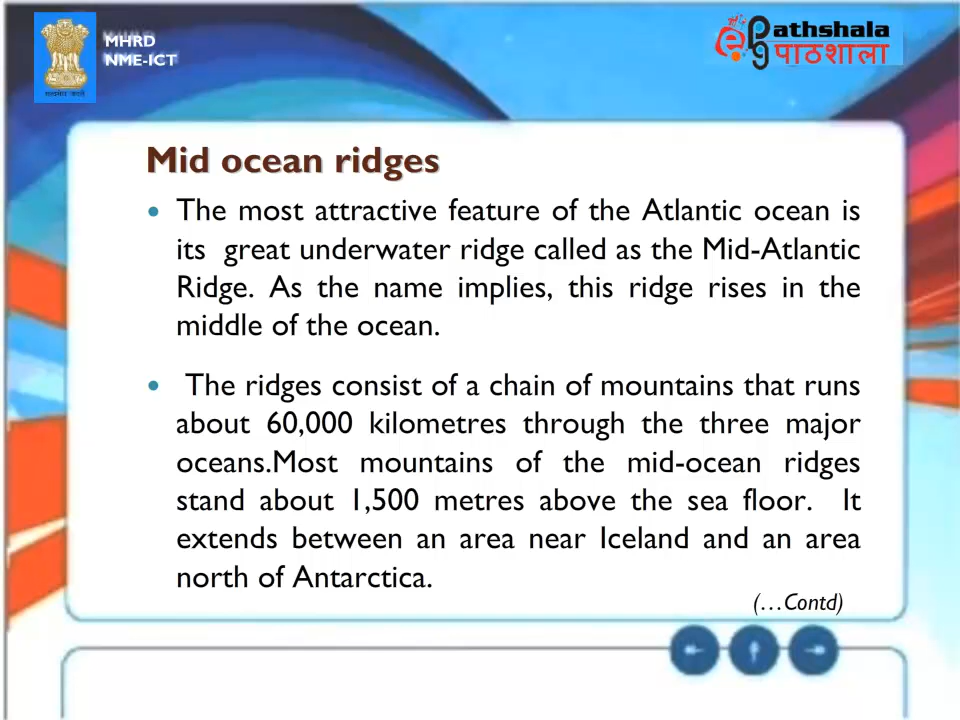 MHRD
NME-ICT
e Pathshala
पाठशाला
सत्यमेव जयते
Mid ocean ridges
• The most attractive feature of the Atlantic ocean is
its great underwater ridge called as the Mid-Atlantic
Ridge. As the name implies, this ridge rises in the
middle of the ocean.
• The ridges consist of a chain of mountains that runs
about 60,000 kilometres through the three major
oceans.Most mountains of the mid-ocean ridges
stand about 1,500 metres above the sea floor. It
extends between an area near Iceland and an area
north of Antarctica.
(…Contd)